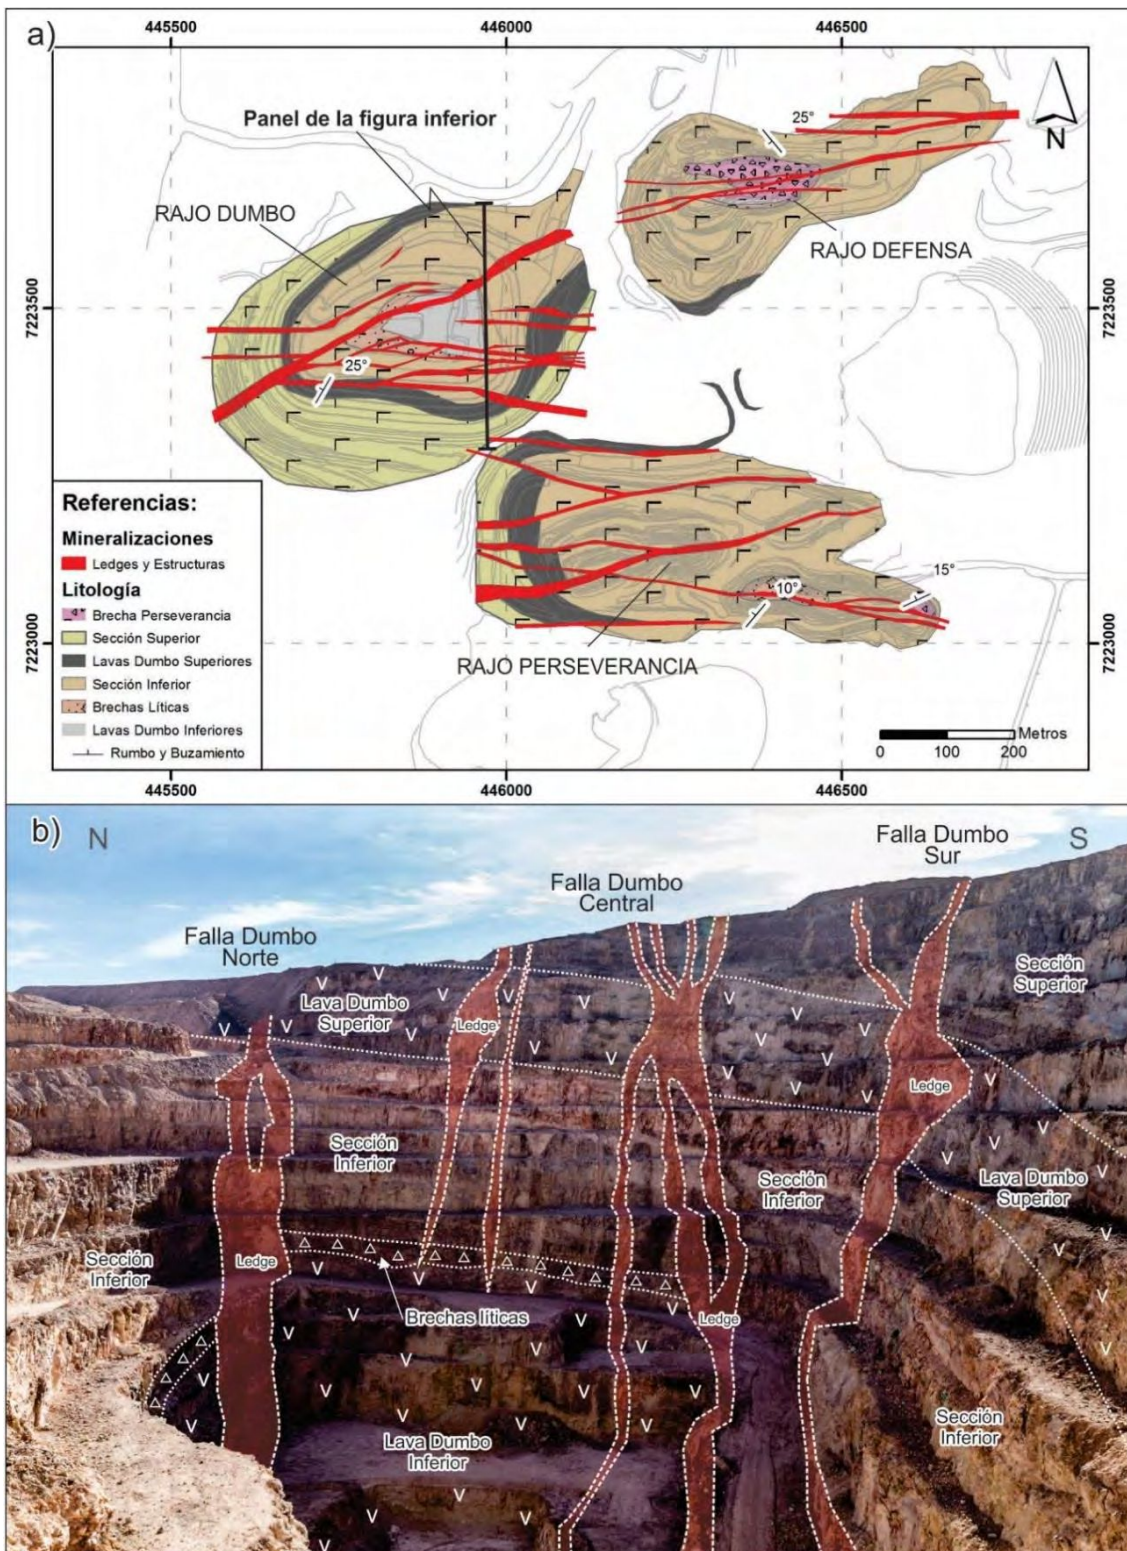 a)
445500
446000
446500
Panel de la figura inferior
N
25°
RAJO DUMBO
RAJO DEFENSA
7223500
7223500
25°
Referencias:
Mineralizaciones
Ledges y Estructuras
Litología
Brecha Perseverancia
Sección Superior
Lavas Dumbo Superiores
Sección Inferior
Brechas Líticas
Lavas Dumbo Inferiores
Rumbo y Buzamiento
15°
10°
7223000
7223000
RAJO PERSEVERANCIA
Metros
0 100 200
445500
446000
446500
b)
N
S
Falla Dumbo
Norte
Falla Dumbo
Central
Falla Dumbo
Sur
Lava Dumbo
Superior
Sección
Superior
Ledge
Ledge
Sección
Inferior
Sección
Inferior
Lava Dumbo
Superior
Sección
Inferior
Ledge
Brechas líticas
Ledge
Lava Dumbo
Inferior
Sección
Inferior